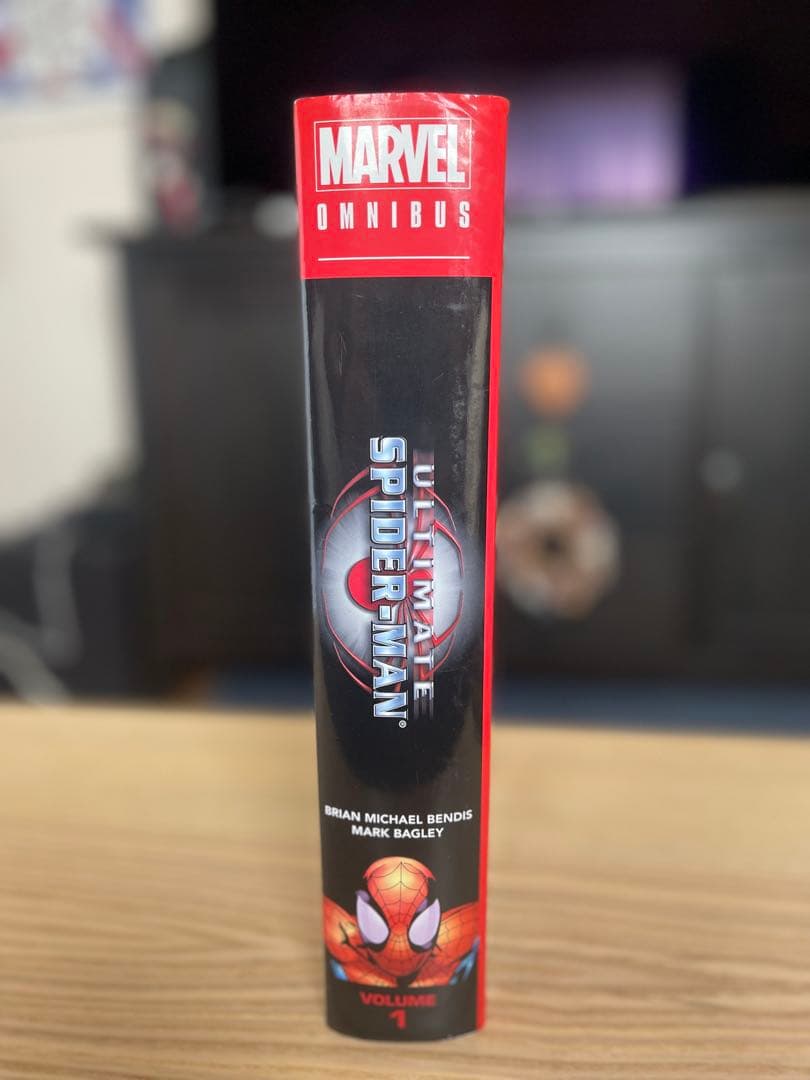 MARVEL
OMNIBUS
ULTIMATE
SPIDER-MAN®
BRIAN MICHAEL BENDIS
MARK BAGLEY
VOLUME
1